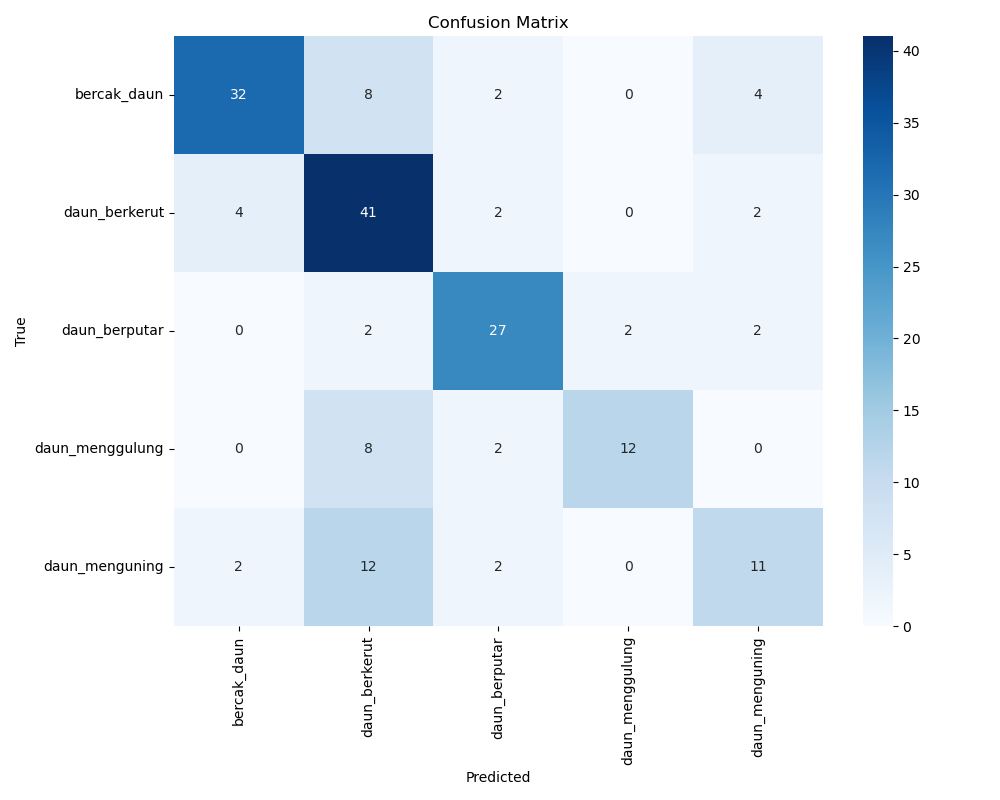 Confusion Matrix
True
bercak_daun 32 8 2 0 4
daun_berkerut 4 41 2 0 2
daun_berputar 0 2 27 2 2
daun_menggulung 0 8 2 12 0
daun_menguning 2 12 2 0 11
bercak_daun daun_berkerut daun_berputar daun_menggulung daun_menguning
Predicted
40
35
30
25
20
15
10
5
0